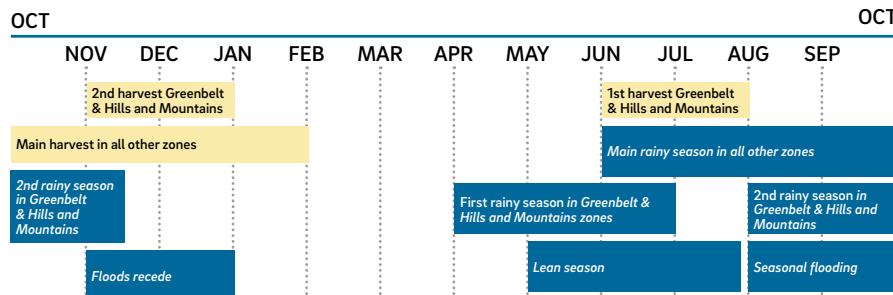 OCT
OCT
NOV DEC JAN FEB MAR APR MAY JUN JUL AUG SEP
2nd harvest Greenbelt
& Hills and Mountains
1st harvest Greenbelt
& Hills and Mountains
Main harvest in all other zones
Main rainy season in all other zones
2nd rainy season
in Greenbelt
& Hills and
Mountains
First rainy season in Greenbelt &
Hills and Mountains zones
2nd rainy season in
Greenbelt & Hills and
Mountains
Floods recede
Lean season
Seasonal flooding